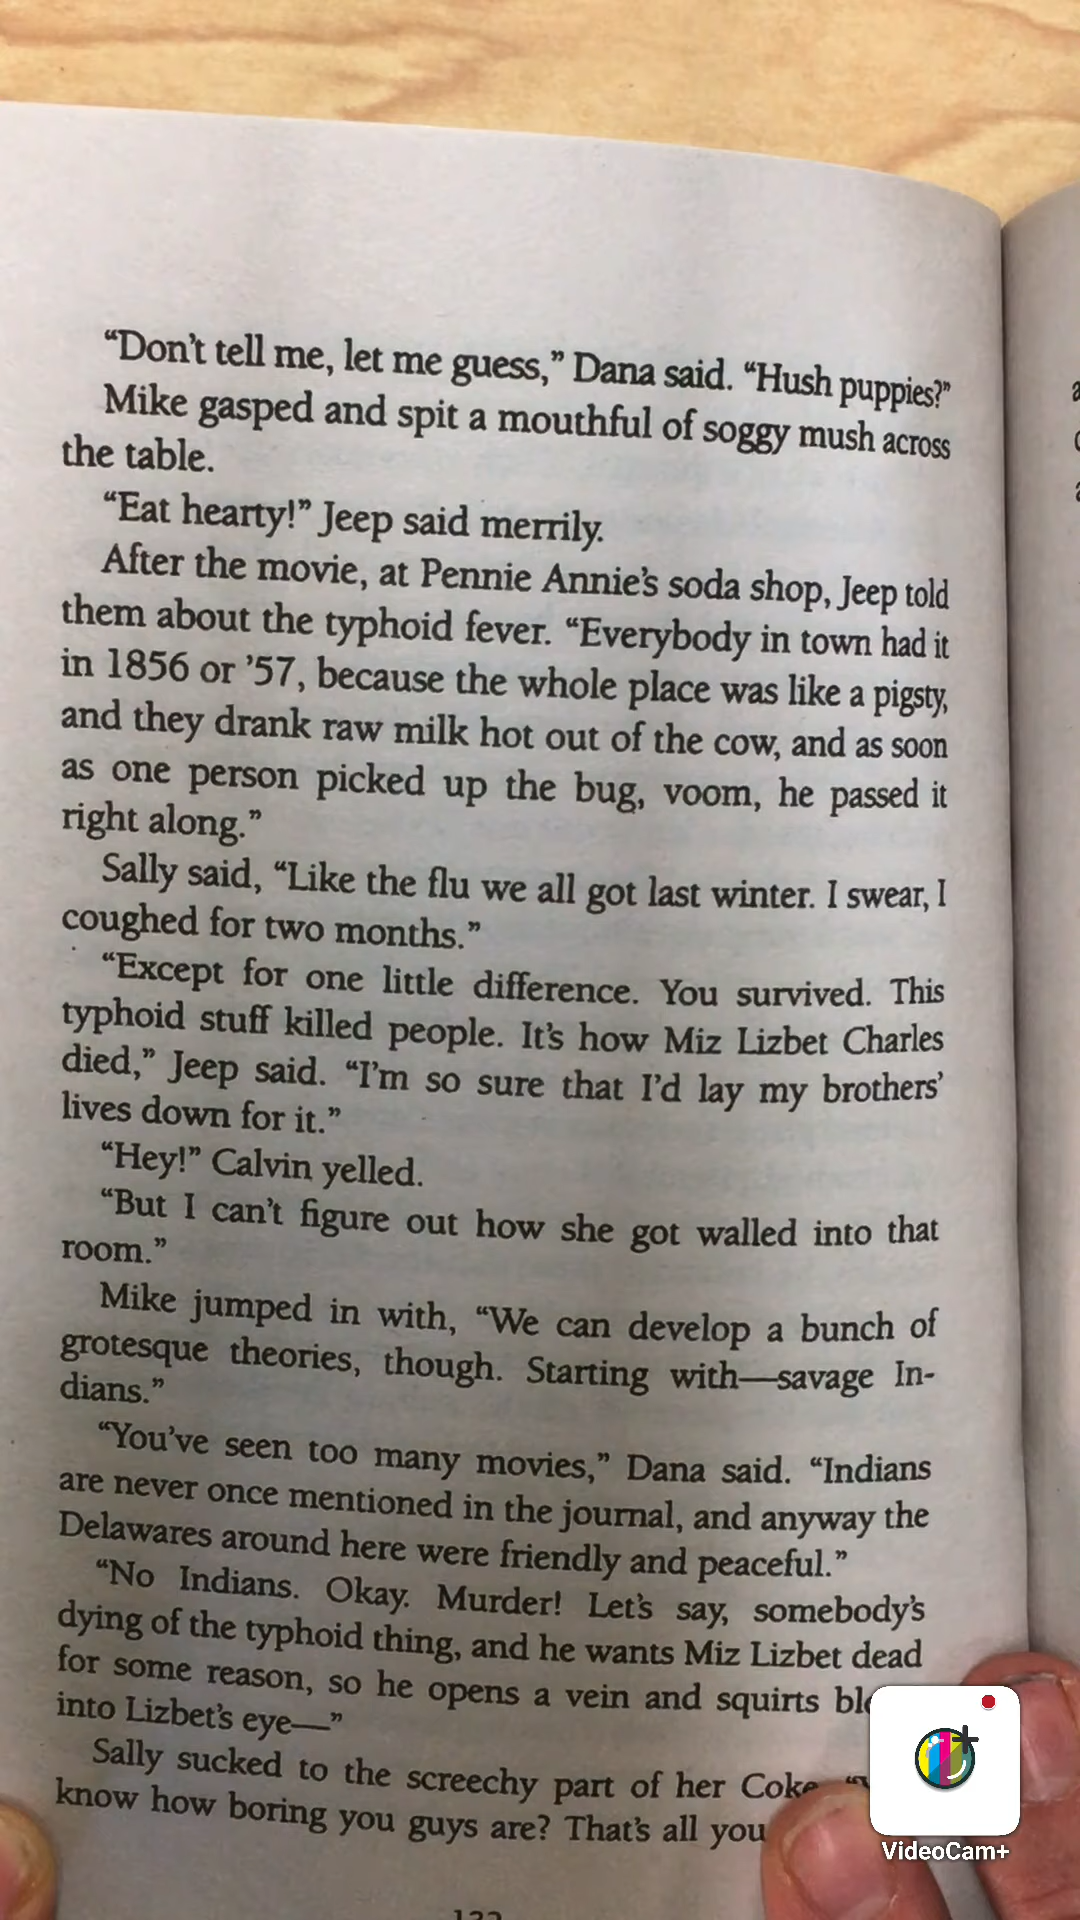 “Don’t tell me, let me guess,” Dana said. “Hush puppies?”
Mike gasped and spit a mouthful of soggy mush across
the table.
“Eat hearty!” Jeep said merrily.
After the movie, at Pennie Annie’s soda shop, Jeep told
them about the typhoid fever. “Everybody in town had it
in 1856 or ’57, because the whole place was like a pigsty,
and they drank raw milk hot out of the cow, and as soon
as one person picked up the bug, voom, he passed it
right along.”
Sally said, “Like the flu we all got last winter. I swear, I
coughed for two months.”
“Except for one little difference. You survived. This
typhoid stuff killed people. It’s how Miz Lizbet Charles
died,” Jeep said. “I’m so sure that I’d lay my brothers’
lives down for it.”
“Hey!” Calvin yelled.
“But I can’t figure out how she got walled into that
room.”
Mike jumped in with, “We can develop a bunch of
grotesque theories, though. Starting with—savage In-
dians.”
“You’ve seen too many movies,” Dana said. “Indians
are never once mentioned in the journal, and anyway the
Delawares around here were friendly and peaceful.”
“No Indians. Okay. Murder! Let’s say, somebody’s
dying of the typhoid thing, and he wants Miz Lizbet dead
for some reason, so he opens a vein and squirts
into Lizbet’s eye—”
Sally sucked to the screechy part of her Coke.
know how boring you guys are? That’s all you
VideoCam+